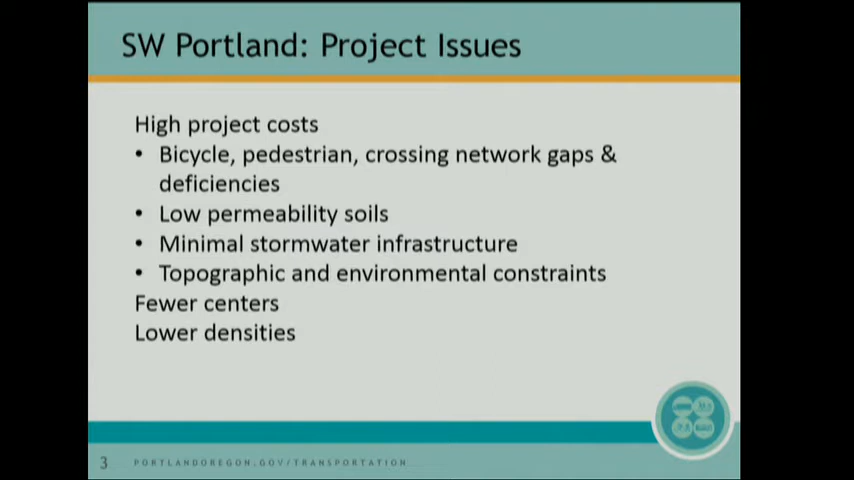 SW Portland: Project Issues
High project costs
• Bicycle, pedestrian, crossing network gaps &
deficiencies
• Low permeability soils
• Minimal stormwater infrastructure
• Topographic and environmental constraints
Fewer centers
Lower densities
3 PORTLANDOREGON.GOV/TRANSPORTATION